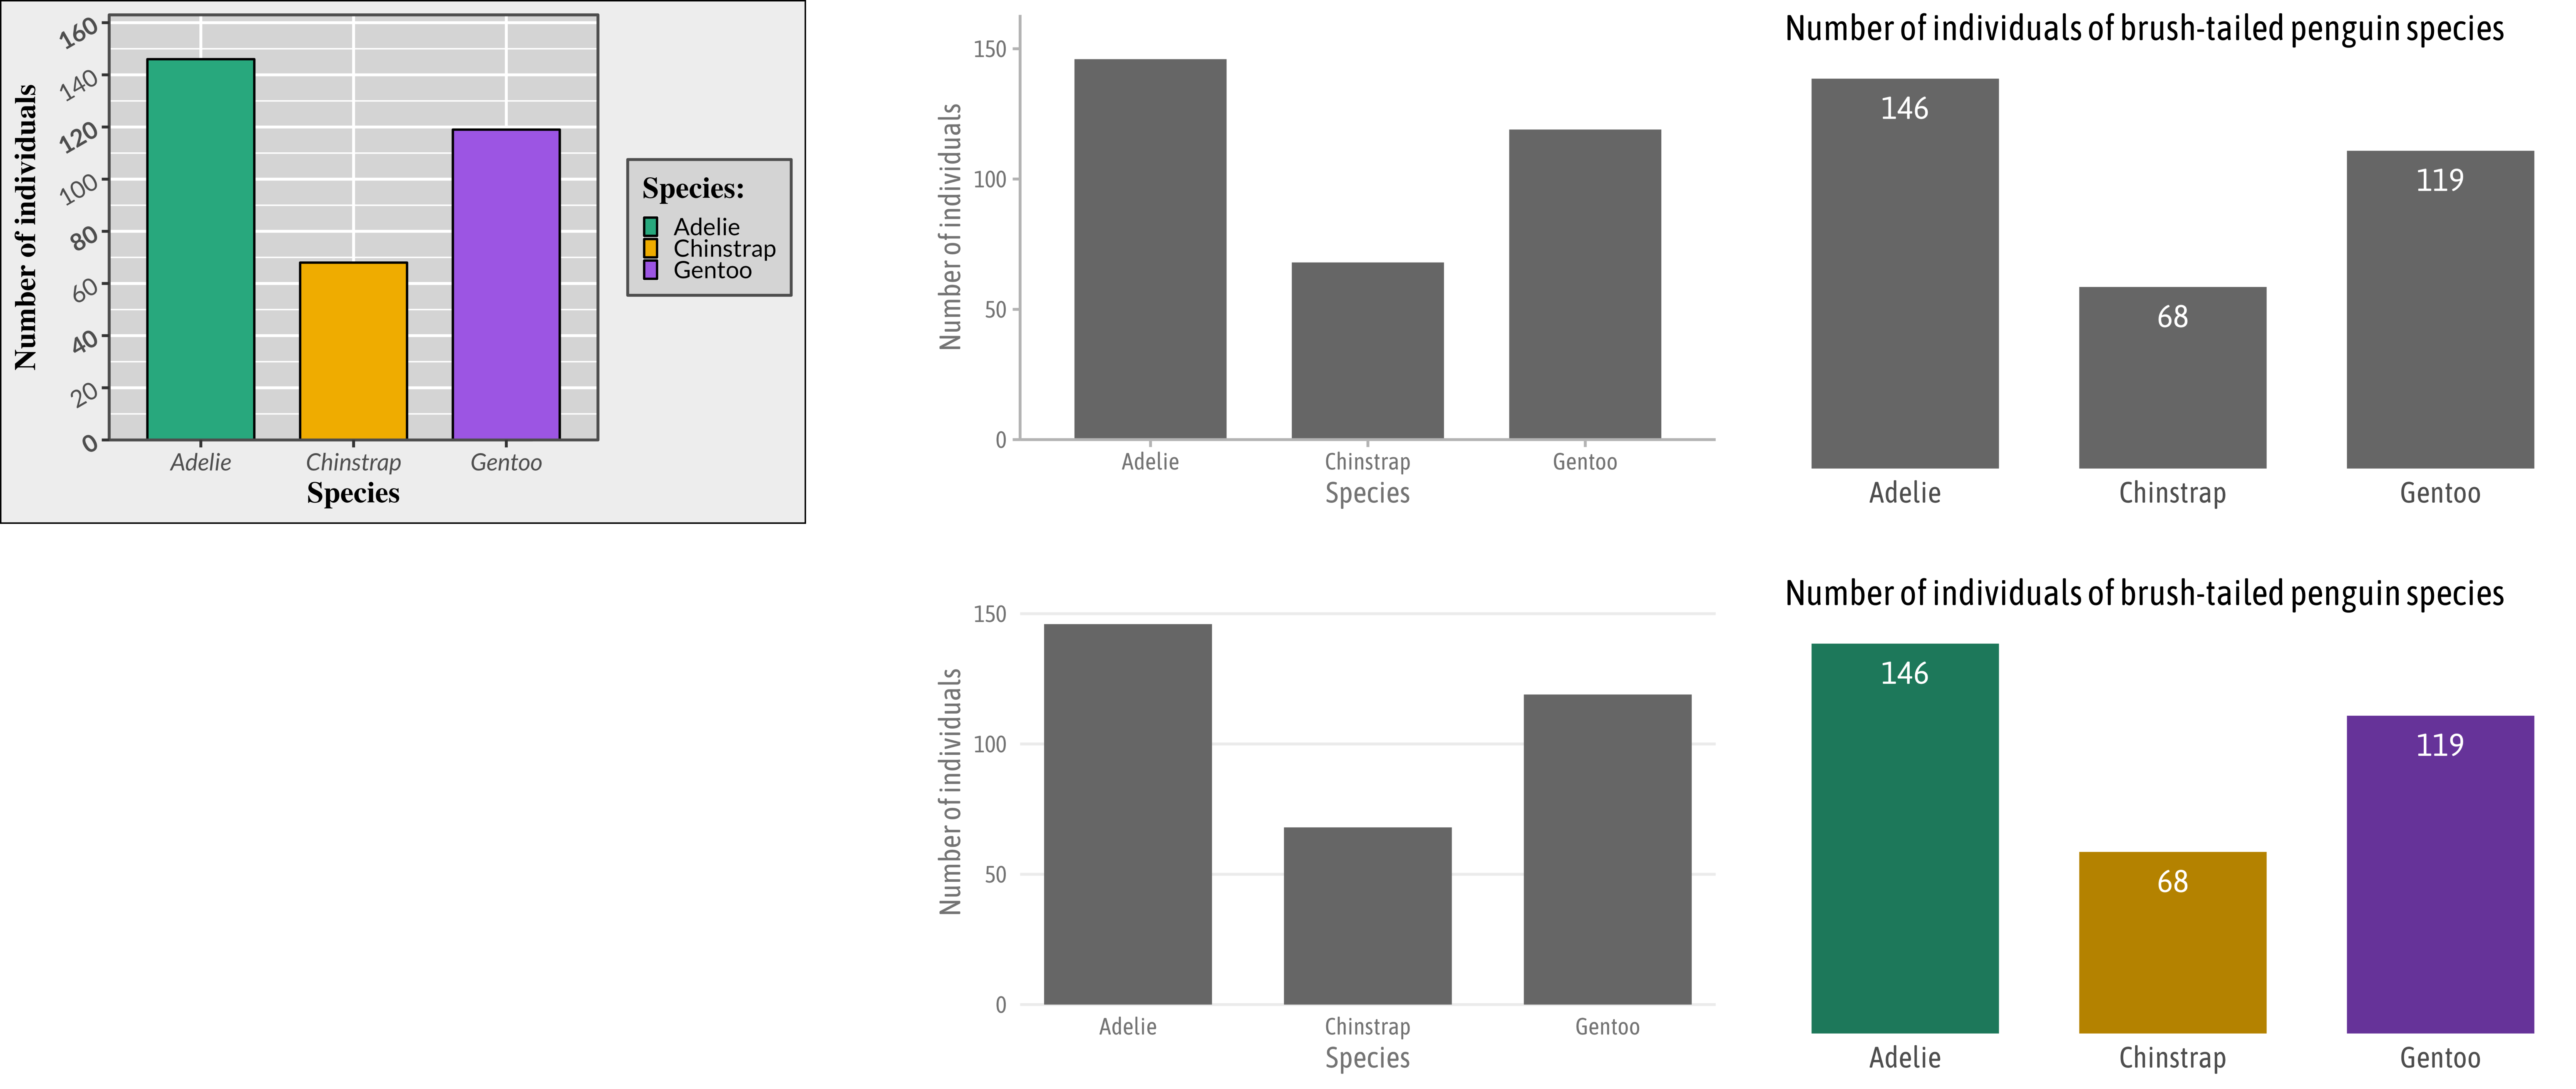 160
140
120
100
80
60
40
20
0
Number of individuals
Adelie
Chinstrap
Gentoo
Species
Species:
Adelie
Chinstrap
Gentoo
150
100
50
0
Number of individuals
Adelie
Chinstrap
Gentoo
Species
Number of individuals of brush-tailed penguin species
146
68
119
Adelie
Chinstrap
Gentoo
150
100
50
0
Number of individuals
Adelie
Chinstrap
Gentoo
Species
Number of individuals of brush-tailed penguin species
146
68
119
Adelie
Chinstrap
Gentoo